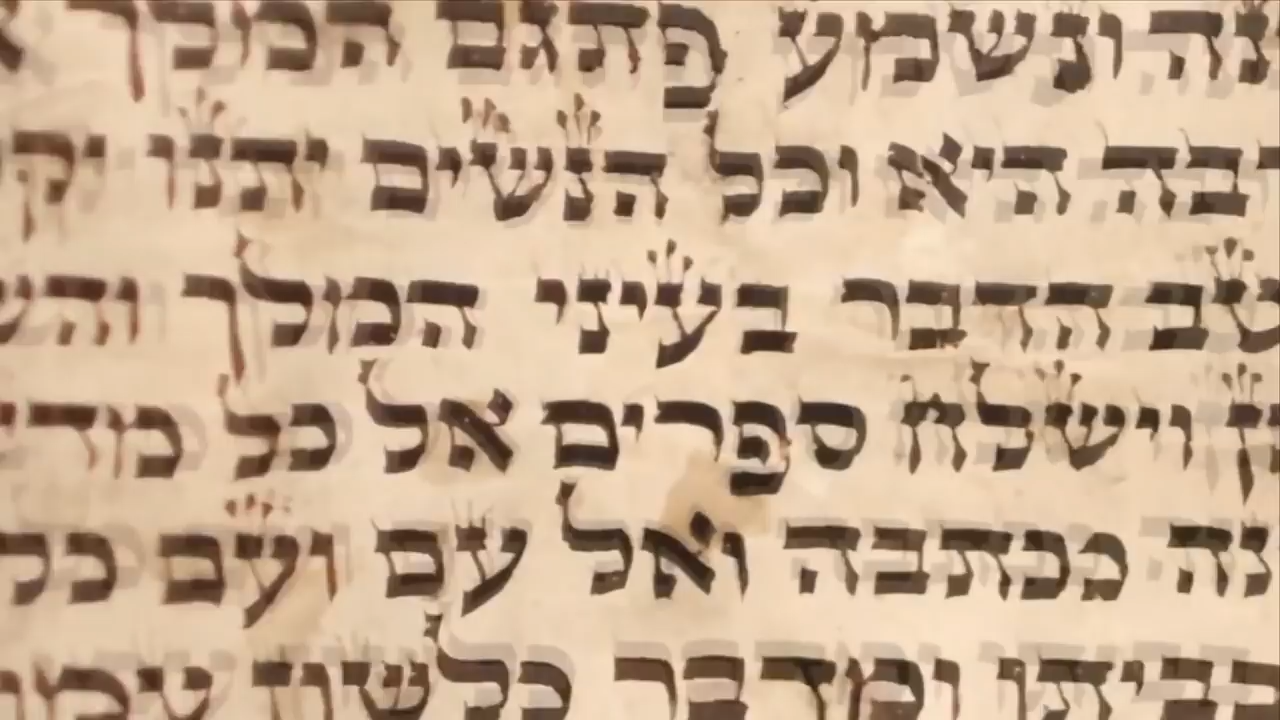 ונשמע פתגם המלך
היא וכל הנשים יתנו
הדבר בעיני המלך
וישלח ספרים אל כל
ככתבה ואל עם ועם
ומדבר כלשון עמו